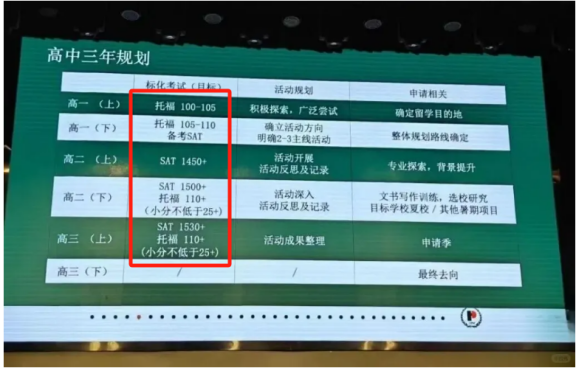 高中三年规划
标化考试（目标） 活动规划 申请相关
高一（上） 托福 100-105 积极探索，广泛尝试 确定留学目的地
高一（下） 托福 105-110 确立活动方向 整体规划路线确定
备考SAT 明确2-3主线活动
高二（上） SAT 1450+ 活动开展 专业探索，背景提升
活动反思及记录
高二（下） SAT 1500+ 活动深入 文书写作训练，选校研究
托福 110+ 活动反思及记录 目标学校夏校 / 其他暑期项目
(小分不低于25+)
高三（上） SAT 1530+ 活动成果整理 申请季
托福 110+
(小分不低于25+)
高三（下） / / 最终去向